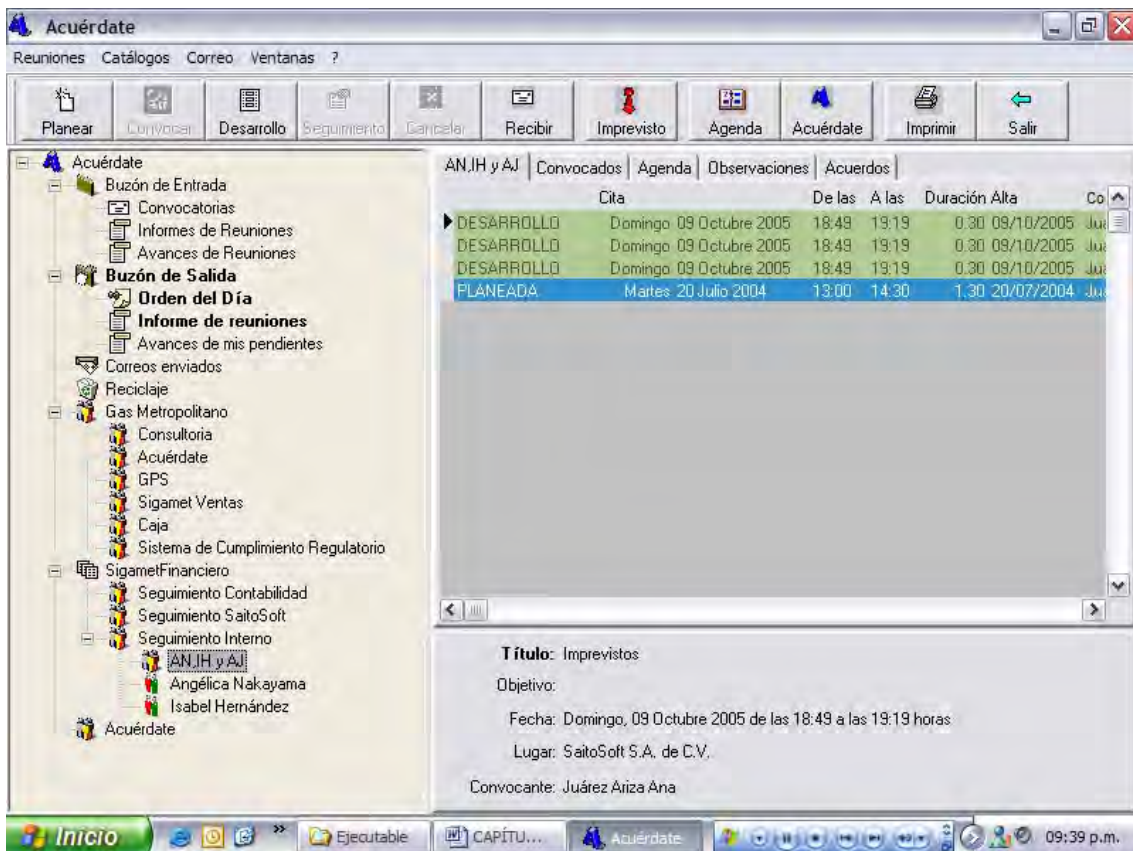 Acuérdate
Reuniones Catálogos Correo Ventanas ?
Planear Convocar Desarrollo Seguimiento Cancelar Recibir Imprevisto Agenda Acuérdate Imprimir Salir
Acuérdate
Buzón de Entrada
Convocatorias
Informes de Reuniones
Avances de Reuniones
Buzón de Salida
Orden del Día
Informe de reuniones
Avances de mis pendientes
Correos enviados
Reciclaje
Gas Metropolitano
Consultoria
Acuérdate
GPS
Sigamet Ventas
Caja
Sistema de Cumplimiento Regulatorio
SigametFinanciero
Seguimiento Contabilidad
Seguimiento SaitoSoft
Seguimiento Interno
AN,IH y AJ
Angélica Nakayama
Isabel Hernández
Acuérdate
AN,IH y AJ Convocados Agenda Observaciones Acuerdos
Cita De las A las Duración Alta Co
DESARROLLO Domingo 09 Octubre 2005 18:49 19:19 0.30 09/10/2005 Jua
DESARROLLO Domingo 09 Octubre 2005 18:49 19:19 0.30 09/10/2005 Jua
DESARROLLO Domingo 09 Octubre 2005 18:49 19:19 0.30 09/10/2005 Jua
PLANEADA Martes 20 Julio 2004 13:00 14:30 1.30 20/07/2004 Jua
Título: Imprevistos
Objetivo:
Fecha: Domingo, 09 Octubre 2005 de las 18:49 a las 19:19 horas
Lugar: SaitoSoft S.A. de C.V.
Convocante: Juárez Ariza Ana
Inicio » Ejecutable CAPÍTU... Acuérdate 09:39 p.m.